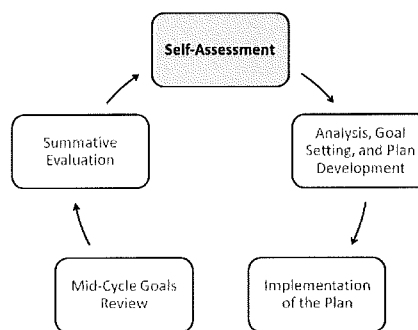 Self-Assessment
Analysis, Goal
Setting, and Plan
Development
Implementation
of the Plan
Mid-Cycle Goals
Review
Summative
Evaluation